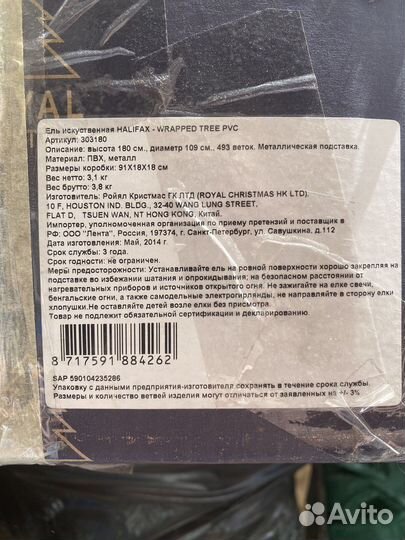 YAL
Ель искуственная HALIFAX - WRAPPED TREE PVC
Артикул: 303180
Описание: высота 180 см., диаметр 109 см., 493 веток. Металлическая подставка.
Материал: ПВХ, металл
Размеры коробки: 91X18X18 см
Вес нетто: 3,1 кг
Вес брутто: 3,8 кг
Изготовитель: Ройял Кристмас ГК ЛТД (ROYAL CHRISTMAS HK LTD).
10 F, HOUSTON IND. BLDG, 32-40 WANG LUNG STREET,
FLAT D, TSUEN WAN, NT HONG KONG, Китай.
Импортер, уполномоченная организация по приему претензий и поставщик в
РФ: ООО "Лента", Россия, 197374, г. Санкт-Петербург, ул. Савушкина, д.112
Дата изготовления: Май, 2014 г.
Срок службы: 3 года.
Срок годности: не ограничен.
Меры предосторожности: Устанавливайте ель на ровной поверхности хорошо закрепляя на
подставке во избежании шатания и опрокидывания; на безопасном расстоянии от
нагревательных приборов и источников открытого огня. Не зажигайте на елке свечи,
бенгальские огни, а также самодельные электрогирлянды, не направляйте в сторону елки
хлопушки. Не оставляйте детей возле елки без присмотра.
Товар не подлежит обязательной сертификации и декларированию.
8 717591 884262
SAP 590104235286
Упаковку с данными предприятия-изготовителя сохранять в течение срока службы.
Размеры и количество ветвей изделия могут отличаться от заявленных на +/- 3%
Avito